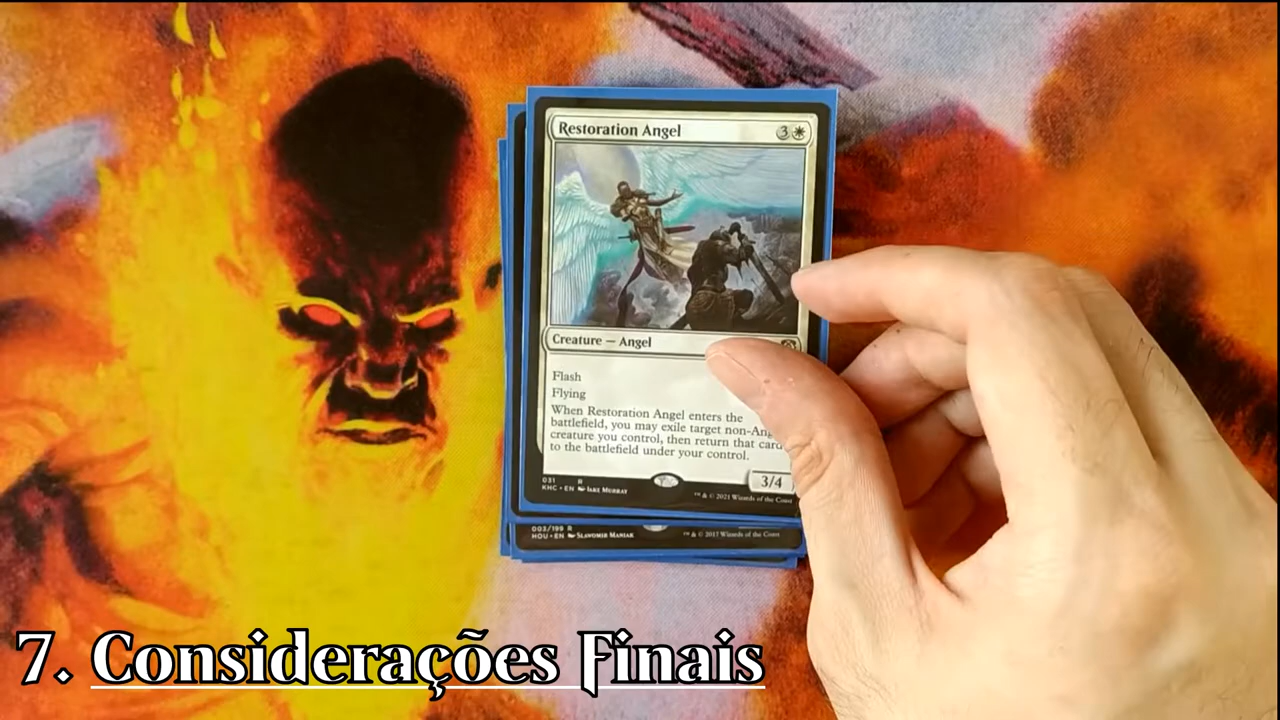 Restoration Angel 3
Creature — Angel
Flash
Flying
When Restoration Angel enters the
battlefield, you may exile target non-Ang
creature you control, then return that card
to the battlefield under your control.
3/4
031 R
KHC • EN JAKE MURRAY
™ & © 2021 Wizards of the Coast
003/199 R
HOU • EN SLAWOMIR MANIAK
™ & © 2017 Wizards of the Coast
7. Considerações Finais